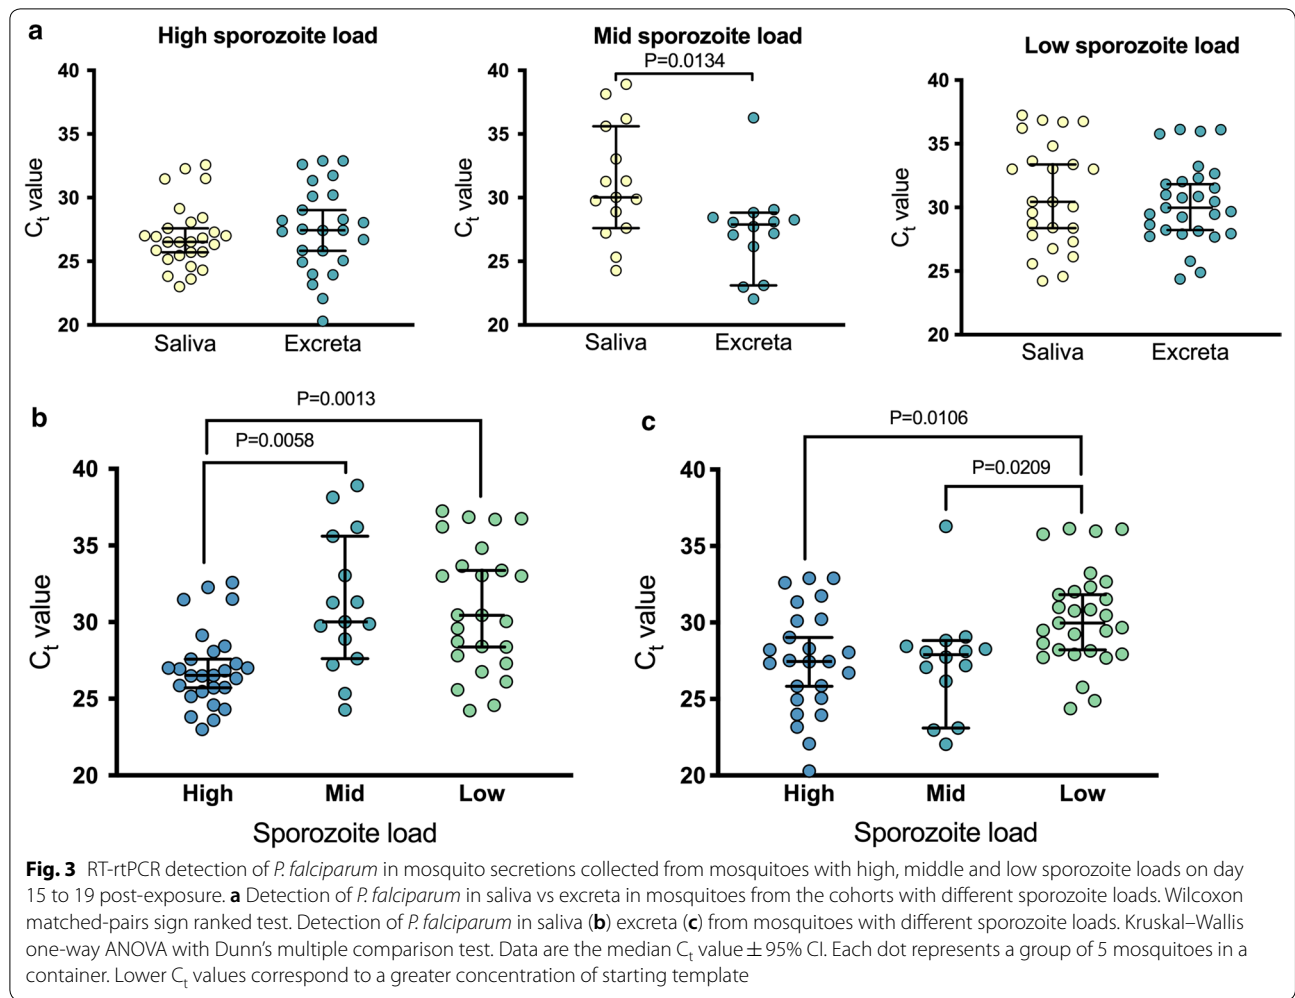 a
High sporozoite load
Mid sporozoite load
Low sporozoite load
P=0.0134
40
35
30
25
20
Ct value
Saliva
Excreta
40
35
30
25
20
Ct value
Saliva
Excreta
40
35
30
25
20
Ct value
Saliva
Excreta
b
P=0.0013
P=0.0058
40
35
30
25
20
Ct value
High
Mid
Low
Sporozoite load
c
P=0.0106
P=0.0209
40
35
30
25
20
Ct value
High
Mid
Low
Sporozoite load
Fig. 3 RT-rtPCR detection of P. falciparum in mosquito secretions collected from mosquitoes with high, middle and low sporozoite loads on day
15 to 19 post-exposure. a Detection of P. falciparum in saliva vs excreta in mosquitoes from the cohorts with different sporozoite loads. Wilcoxon
matched-pairs sign ranked test. Detection of P. falciparum in saliva (b) excreta (c) from mosquitoes with different sporozoite loads. Kruskal–Wallis
one-way ANOVA with Dunn's multiple comparison test. Data are the median Ct value ± 95% CI. Each dot represents a group of 5 mosquitoes in a
container. Lower Ct values correspond to a greater concentration of starting template